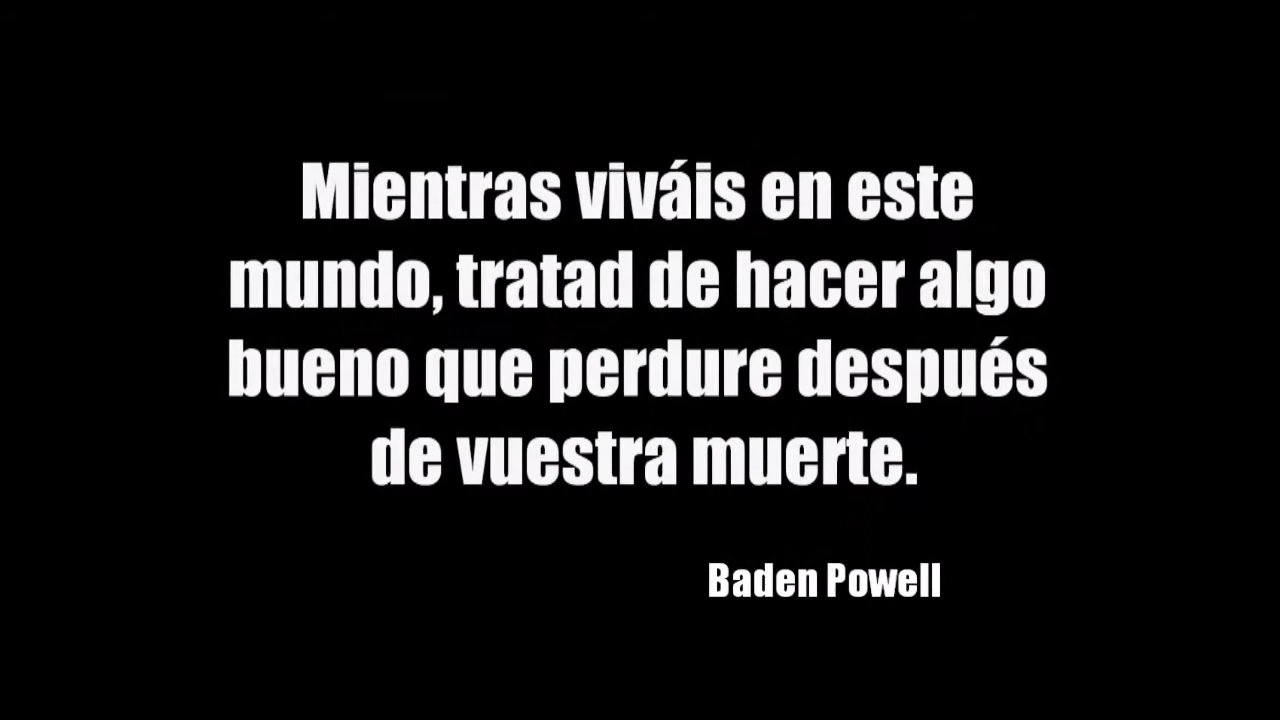 Mientras viváis en este
mundo, tratad de hacer algo
bueno que perdure después
de vuestra muerte.
Baden Powell